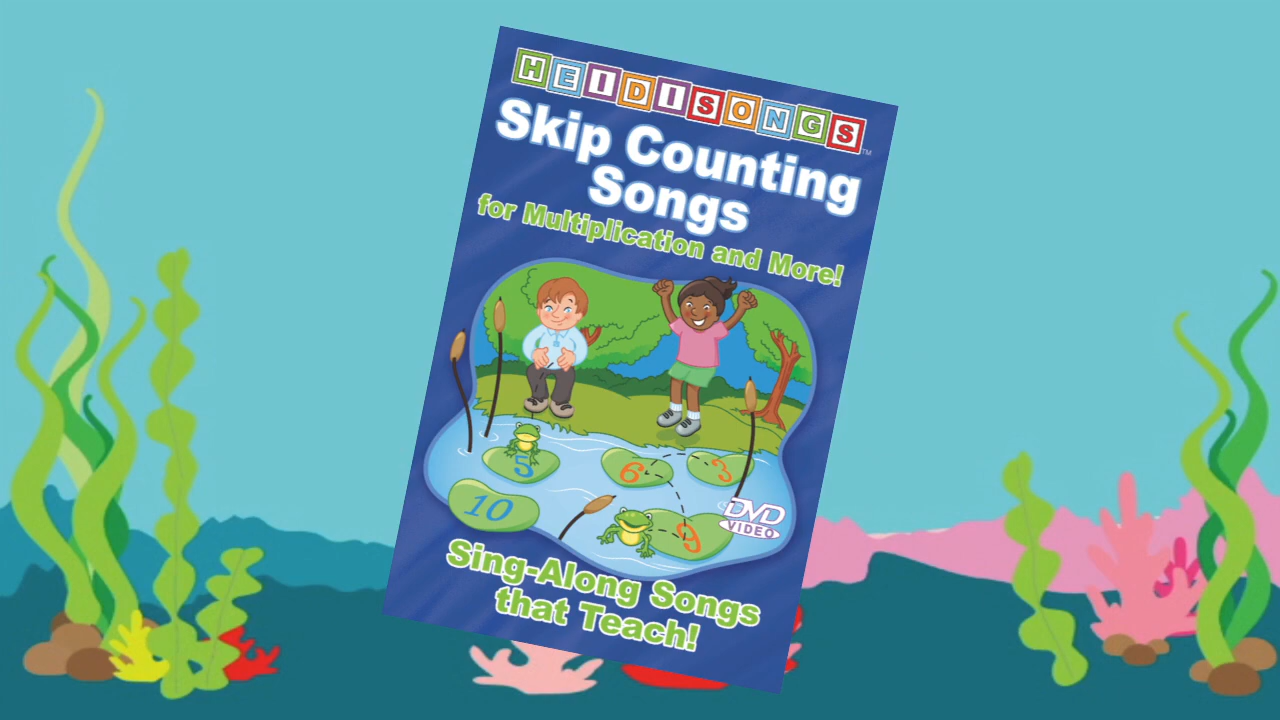 HEIDISONGS™
Skip Counting
Songs
for Multiplication and More!
5
6
3
10
9
DVD
VIDEO
Sing-Along Songs
that Teach!